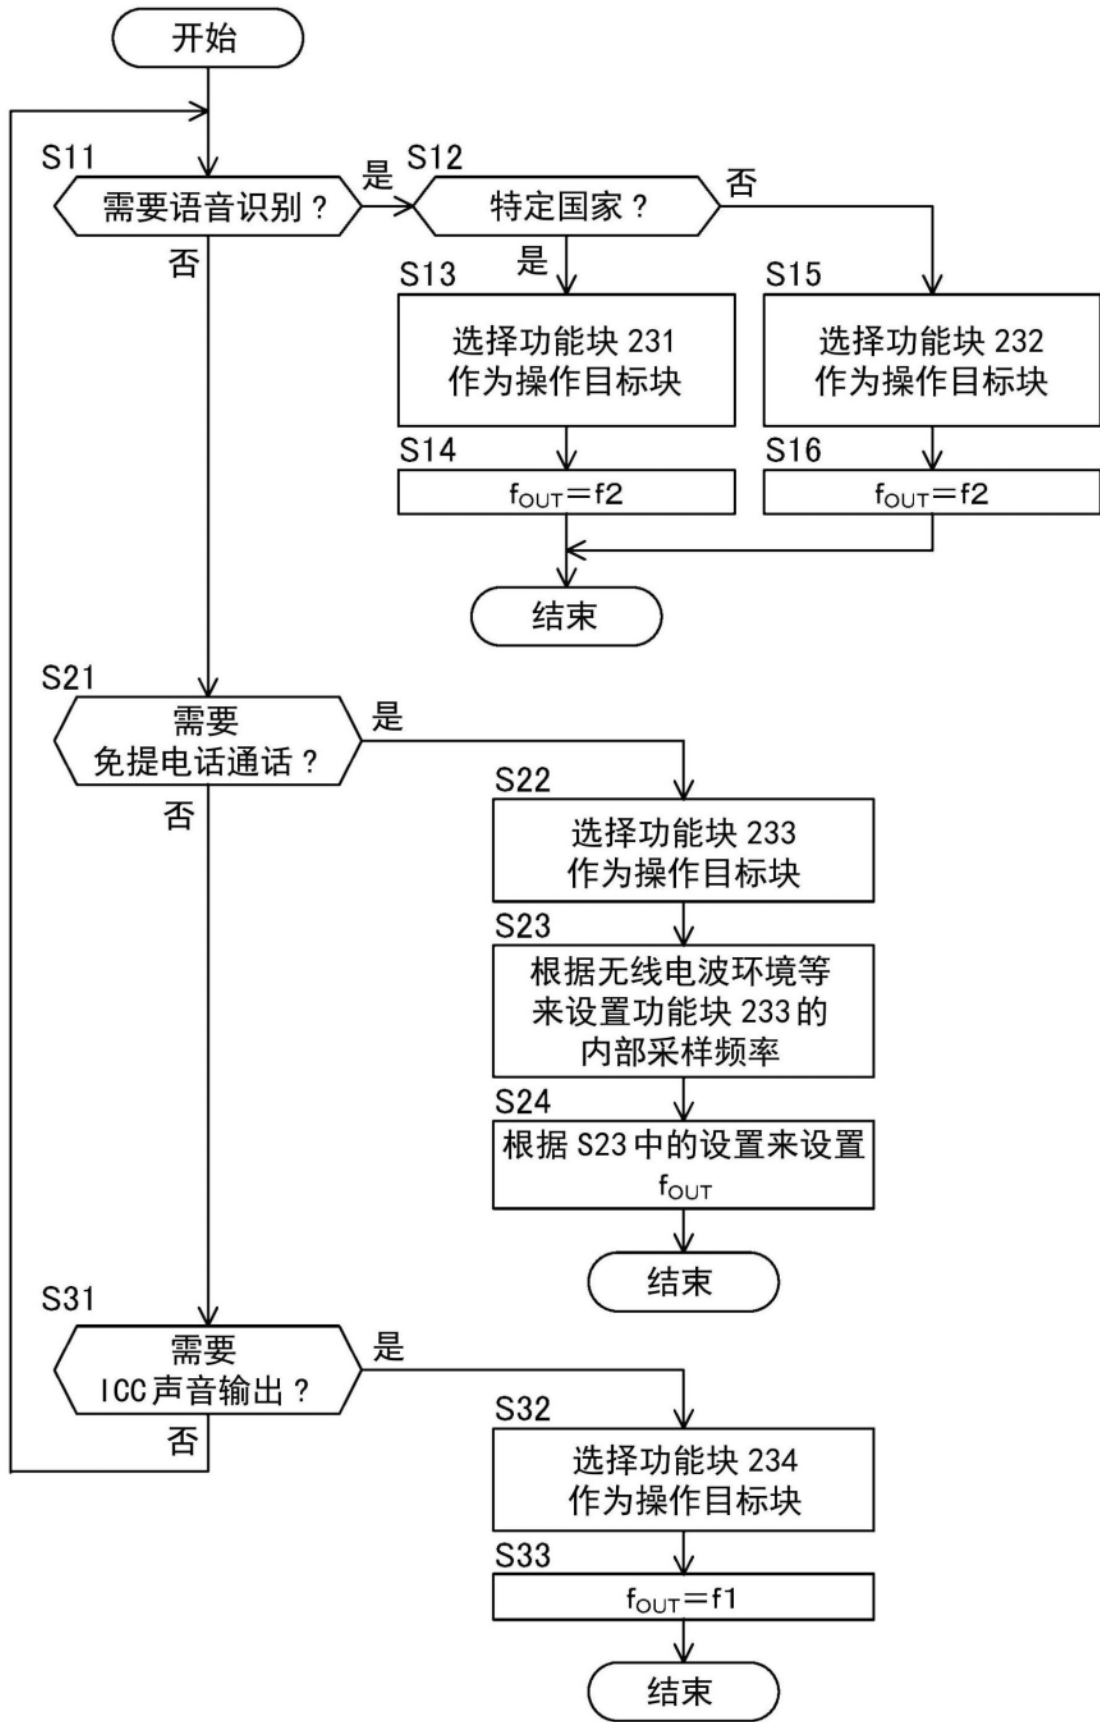 开始
S11
需要语音识别？
是
否
S12
特定国家？
否
是
S13
选择功能块 231
作为操作目标块
S14
fOUT=f2
S15
选择功能块 232
作为操作目标块
S16
fOUT=f2
结束
S21
需要
免提电话通话？
是
否
S22
选择功能块 233
作为操作目标块
S23
根据无线电波环境等
来设置功能块 233 的
内部采样频率
S24
根据 S23 中的设置来设置
fOUT
结束
S31
需要
ICC 声音输出？
是
否
S32
选择功能块 234
作为操作目标块
S33
fOUT=f1
结束